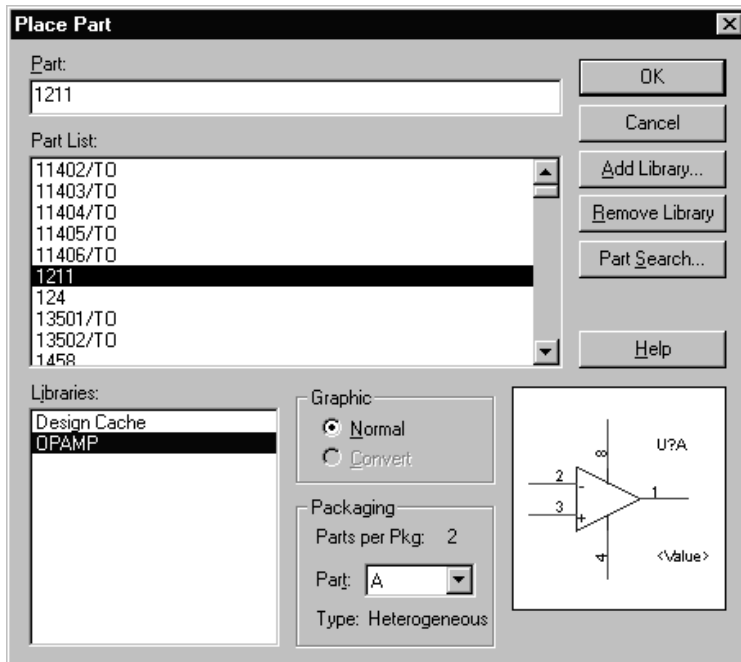 Place Part
Part:
1211
Part List:
11402/TO
11403/TO
11404/TO
11405/TO
11406/TO
1211
124
13501/TO
13502/TO
1458
OK
Cancel
Add Library...
Remove Library
Part Search...
Help
Libraries:
Design Cache
OPAMP
Graphic
Normal
Convert
Packaging
Parts per Pkg: 2
Part: A
Type: Heterogeneous
8
U?A
2
-
1
3
+
4
<Value>